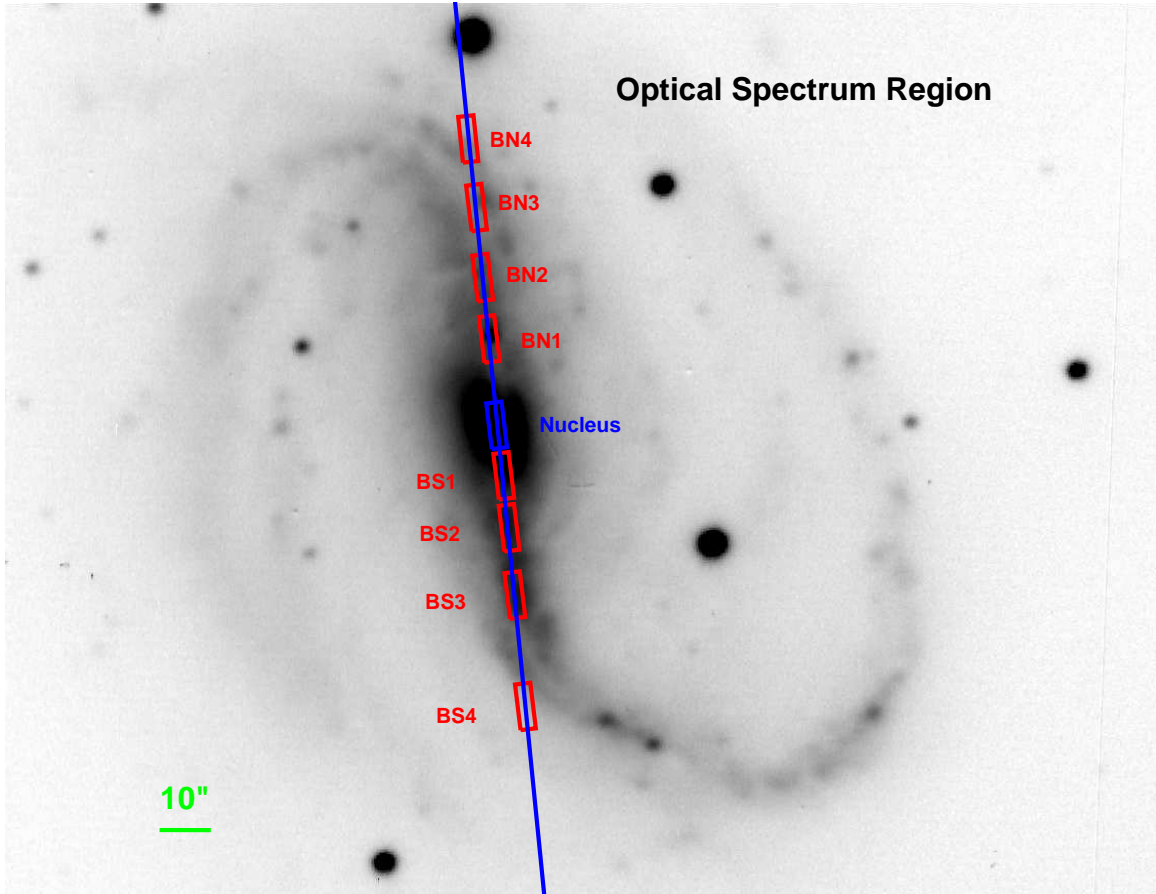 Optical Spectrum Region
BN4
BN3
BN2
BN1
Nucleus
BS1
BS2
BS3
BS4
10"